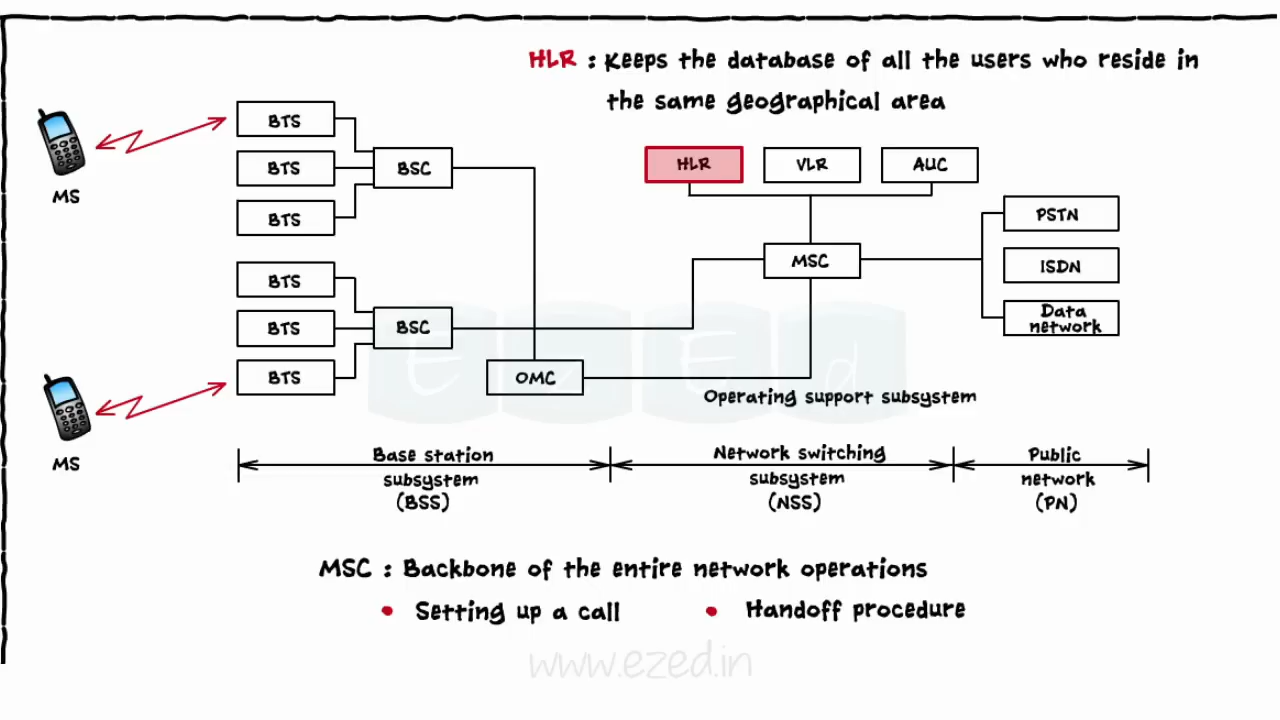 HLR : Keeps the database of all the users who reside in
the same geographical area
BTS
BTS
BTS
BSC
MS
HLR
VLR
AUC
PSTN
ISDN
Data
network
MSC
BTS
BTS
BTS
BSC
OMC
MS
Operating support subsystem
Base station
subsystem
(BSS)
Network switching
subsystem
(NSS)
Public
network
(PN)
MSC : Backbone of the entire network operations
• Setting up a call
• Handoff procedure
EzEd
www.ezed.in